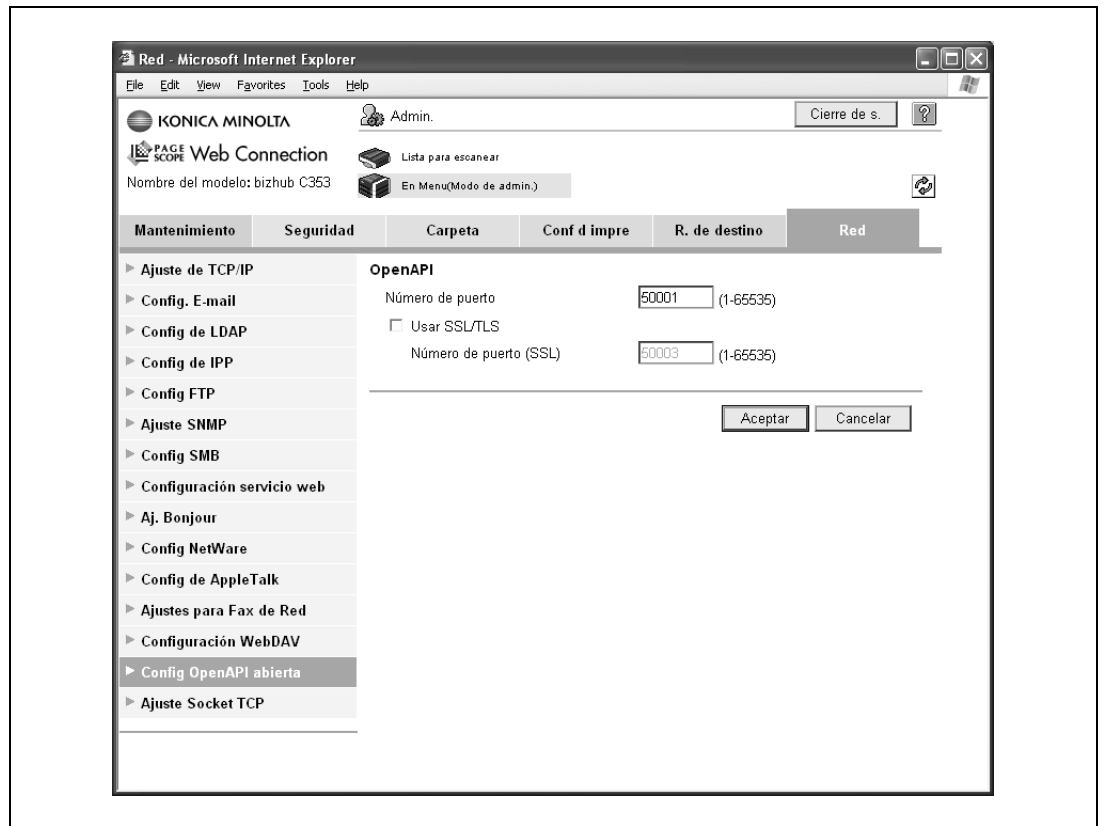 Red - Microsoft Internet Explorer
File Edit View Favorites Tools Help
KONICA MINOLTA
Admin.
Cierre de s.
?
PAGE SCOPE Web Connection
Lista para escanear
Nombre del modelo: bizhub C353
En Menu(Modo de admin.)
Mantenimiento Seguridad Carpeta Conf d impre R. de destino Red
Ajuste de TCP/IP
Config. E-mail
Config de LDAP
Config de IPP
Config FTP
Ajuste SNMP
Config SMB
Configuración servicio web
Aj. Bonjour
Config NetWare
Config de AppleTalk
Ajustes para Fax de Red
Configuración WebDAV
Config OpenAPI abierta
Ajuste Socket TCP
OpenAPI
Número de puerto 50001 (1-65535)
Usar SSL/TLS
Número de puerto (SSL) 50003 (1-65535)
Aceptar Cancelar